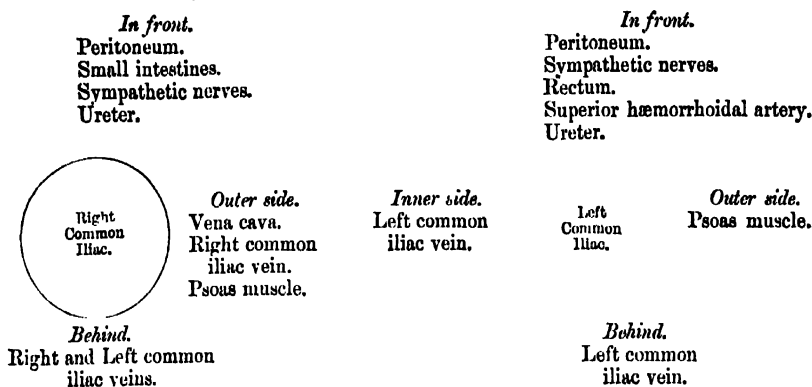 In front.
Peritoneum.
Small intestines.
Sympathetic nerves.
Ureter.
In front.
Peritoneum.
Sympathetic nerves.
Rectum.
Superior hæmorrhoidal artery.
Ureter.
Right
Common
Iliac.
Outer side.
Vena cava.
Right common
iliac vein.
Psoas muscle.
Inner side.
Left common
iliac vein.
Left
Common
Iliac.
Outer side.
Psoas muscle.
Behind.
Right and Left common
iliac veins.
Behind.
Left common
iliac vein.